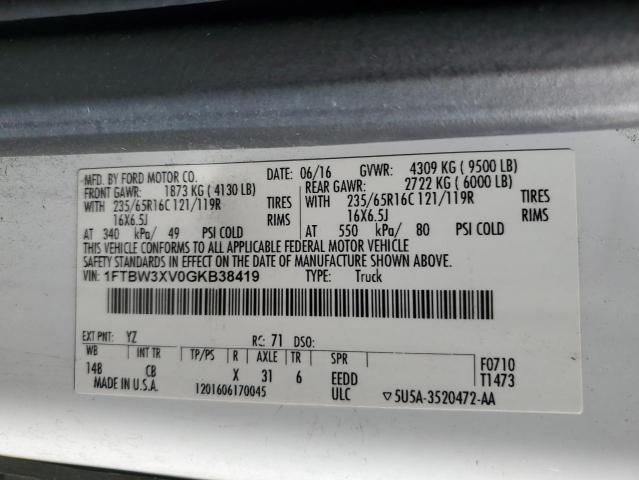 MFD. BY FORD MOTOR CO.
DATE: 06/16 GVWR: 4309 KG ( 9500 LB)
FRONT GAWR: 1873 KG ( 4130 LB) REAR GAWR: 2722 KG ( 6000 LB)
WITH 235/65R16C 121/119R TIRES WITH 235/65R16C 121/119R TIRES
16X6.5J RIMS 16X6.5J RIMS
AT 340 kPa/ 49 PSI COLD AT 550 kPa/ 80 PSI COLD
THIS VEHICLE CONFORMS TO ALL APPLICABLE FEDERAL MOTOR VEHICLE
SAFETY STANDARDS IN EFFECT ON THE DATE OF MANUFACTURE SHOWN ABOVE.
VIN: 1FTBW3XV0GKB38419 TYPE: Truck
EXT PNT: YZ RC: 71 DSO:
WB INT TR TP/PS R AXLE TR SPR
14B CB X 31 6 EEDD F0710
MADE IN U.S.A. 1201606170045 ULC T1473
▽5U5A-3520472-AA